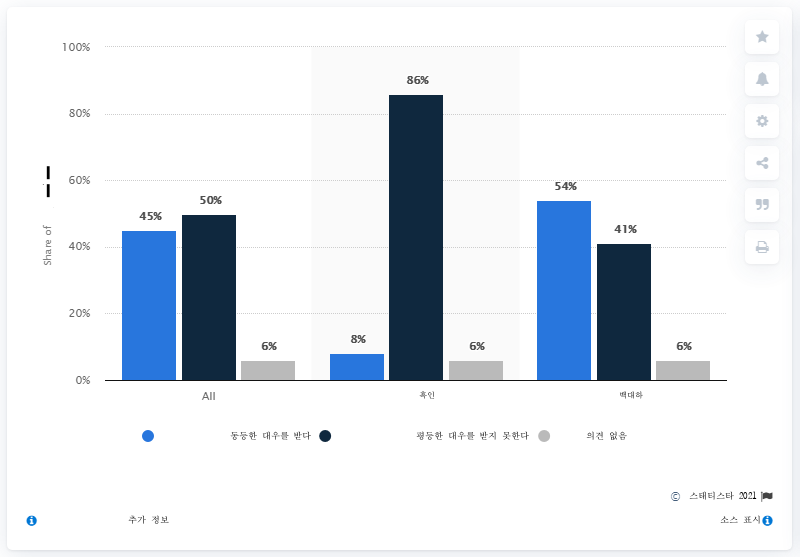 100%
80%
60%
40%
20%
0%
Share of
45%
50%
6%
8%
86%
6%
54%
41%
6%
All
흑인
백대하
동등한 대우를 받다
평등한 대우를 받지 못한다
의견 없음
© 스태티스타 2021
추가 정보
소스 표시